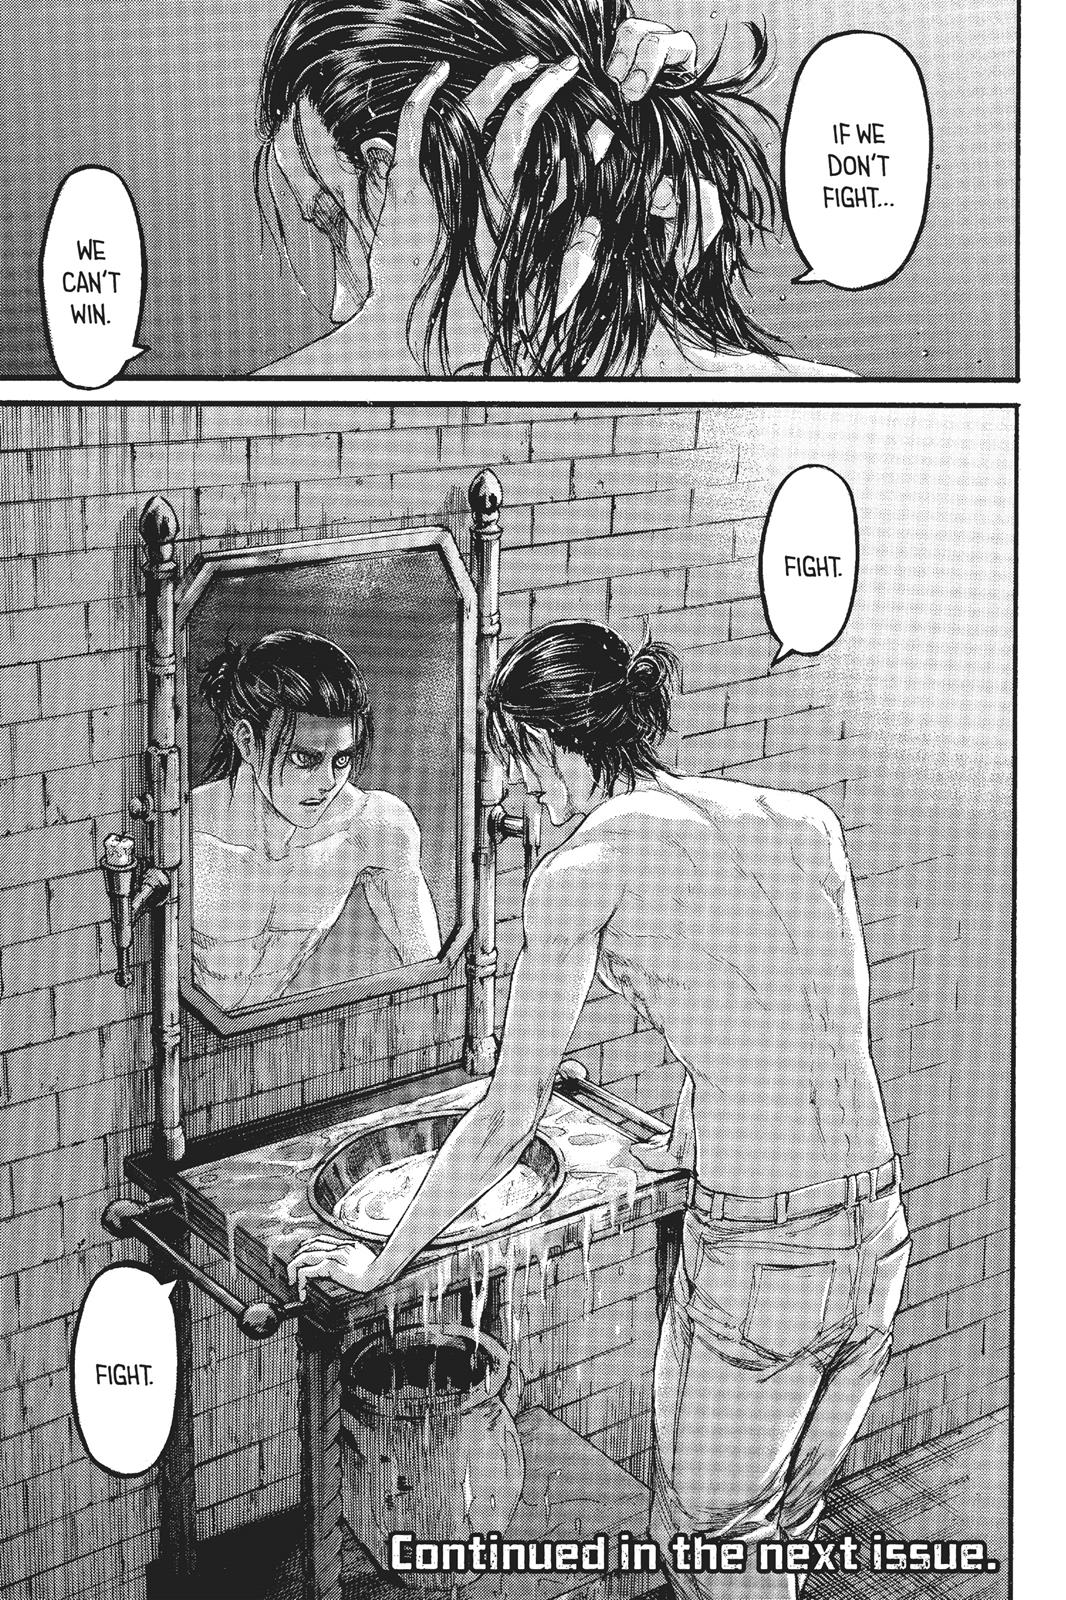 IF WE
DON'T
FIGHT...
WE
CAN'T
WIN.
FIGHT.
FIGHT.
Continued in the next issue.